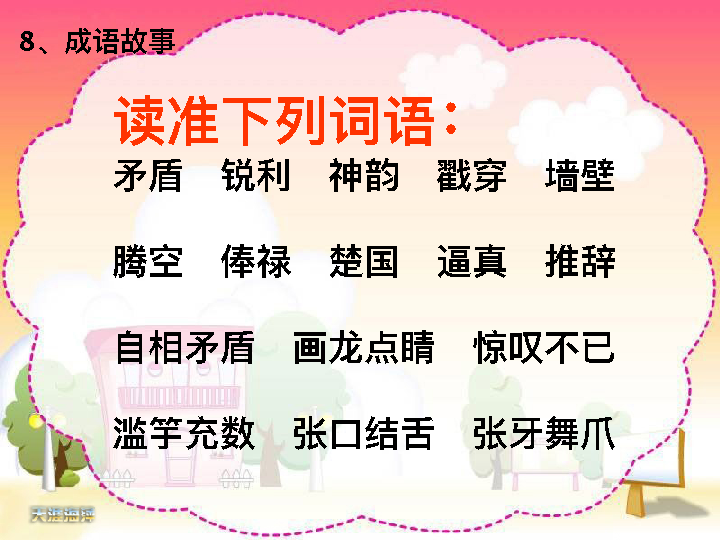 8、成语故事
读准下列词语：
矛盾 锐利 神韵 戳穿 墙壁
腾空 俸禄 楚国 逼真 推辞
自相矛盾 画龙点睛 惊叹不已
滥竽充数 张口结舌 张牙舞爪